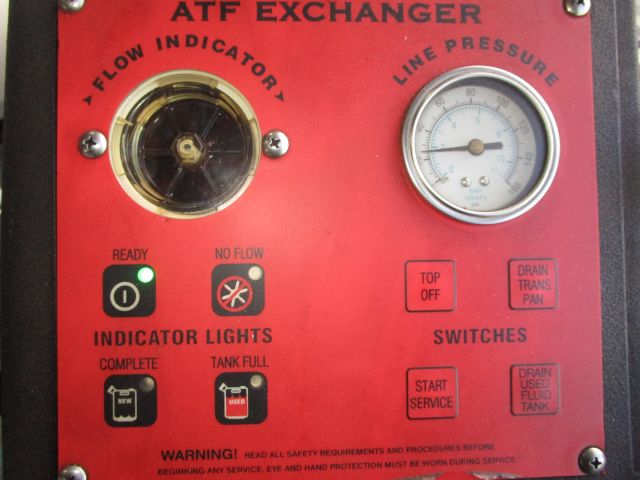 ATF EXCHANGER
FLOW INDICATOR
LINE PRESSURE
READY
NO FLOW
TOP
OFF
DRAIN
TRANS
PAN
INDICATOR LIGHTS
SWITCHES
COMPLETE
TANK FULL
NEW
USED
START
SERVICE
DRAIN
USED
FLUID
TANK
WARNING! READ ALL SAFETY REQUIREMENTS AND PROCEDURES BEFORE
BEGINNING ANY SERVICE. EYE AND HAND PROTECTION MUST BE WORN DURING SERVICE.